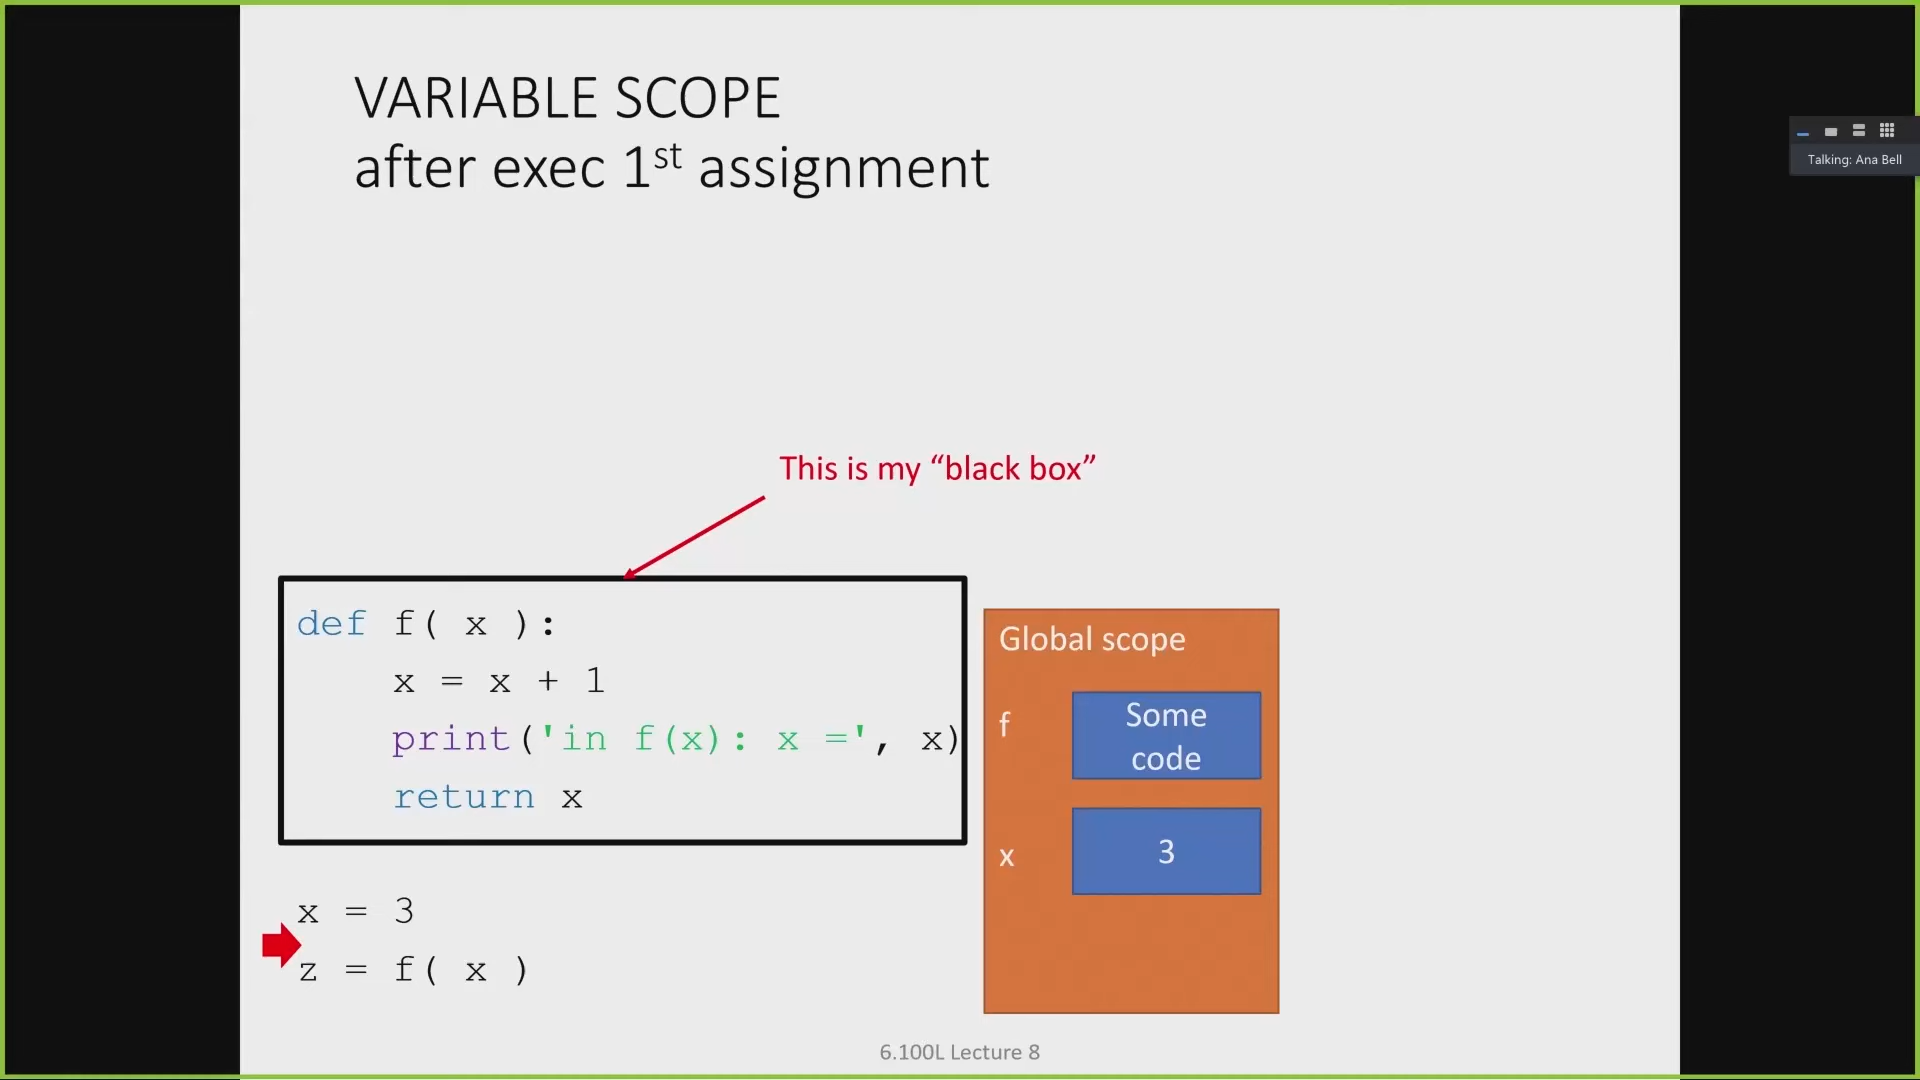 VARIABLE SCOPE
after exec 1st assignment
Talking: Ana Bell
This is my “black box”
def f( x ):
    x = x + 1
    print('in f(x): x =', x)
    return x
x = 3
z = f( x )
Global scope
f
Some
code
x
3
6.100L Lecture 8